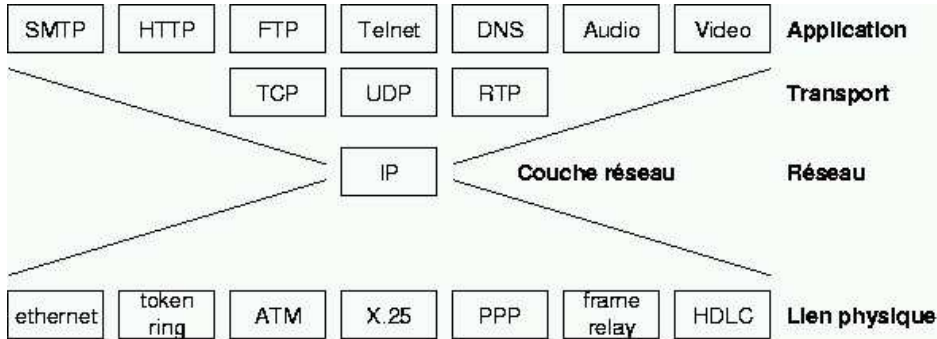 SMTP HTTP FTP Telnet DNS Audio Video Application
TCP UDP RTP Transport
IP Couche réseau Réseau
ethernet token ring ATM X.25 PPP frame relay HDLC Lien physique